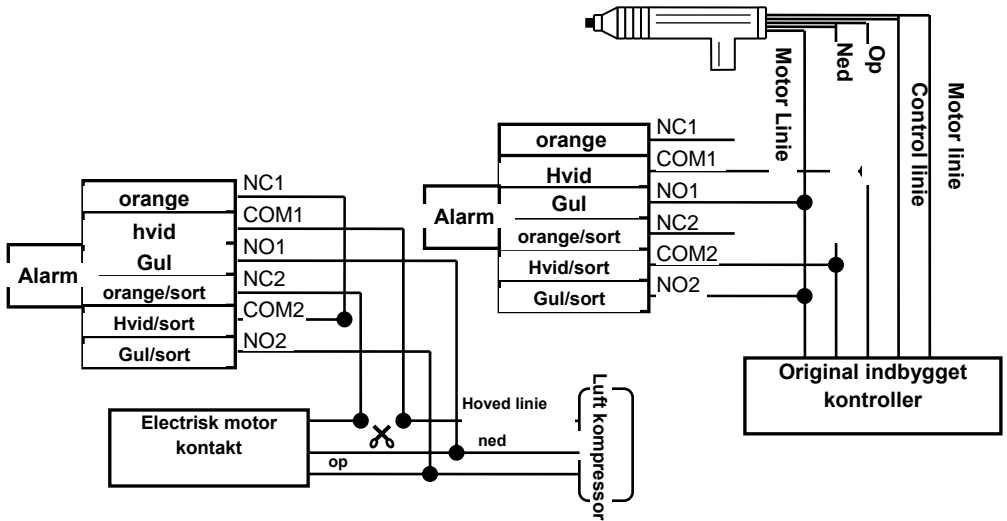 Alarm
orange
hvid
Gul
orange/sort
Hvid/sort
Gul/sort
NC1
COM1
NO1
NC2
COM2
NO2
Electrisk motor
kontakt
Hoved linie
ned
op
Luft kompressor
Alarm
orange
Hvid
Gul
orange/sort
Hvid/sort
Gul/sort
NC1
COM1
NO1
NC2
COM2
NO2
Motor Linie
Ned
Op
Control linie
Motor linie
Original indbygget
kontroller